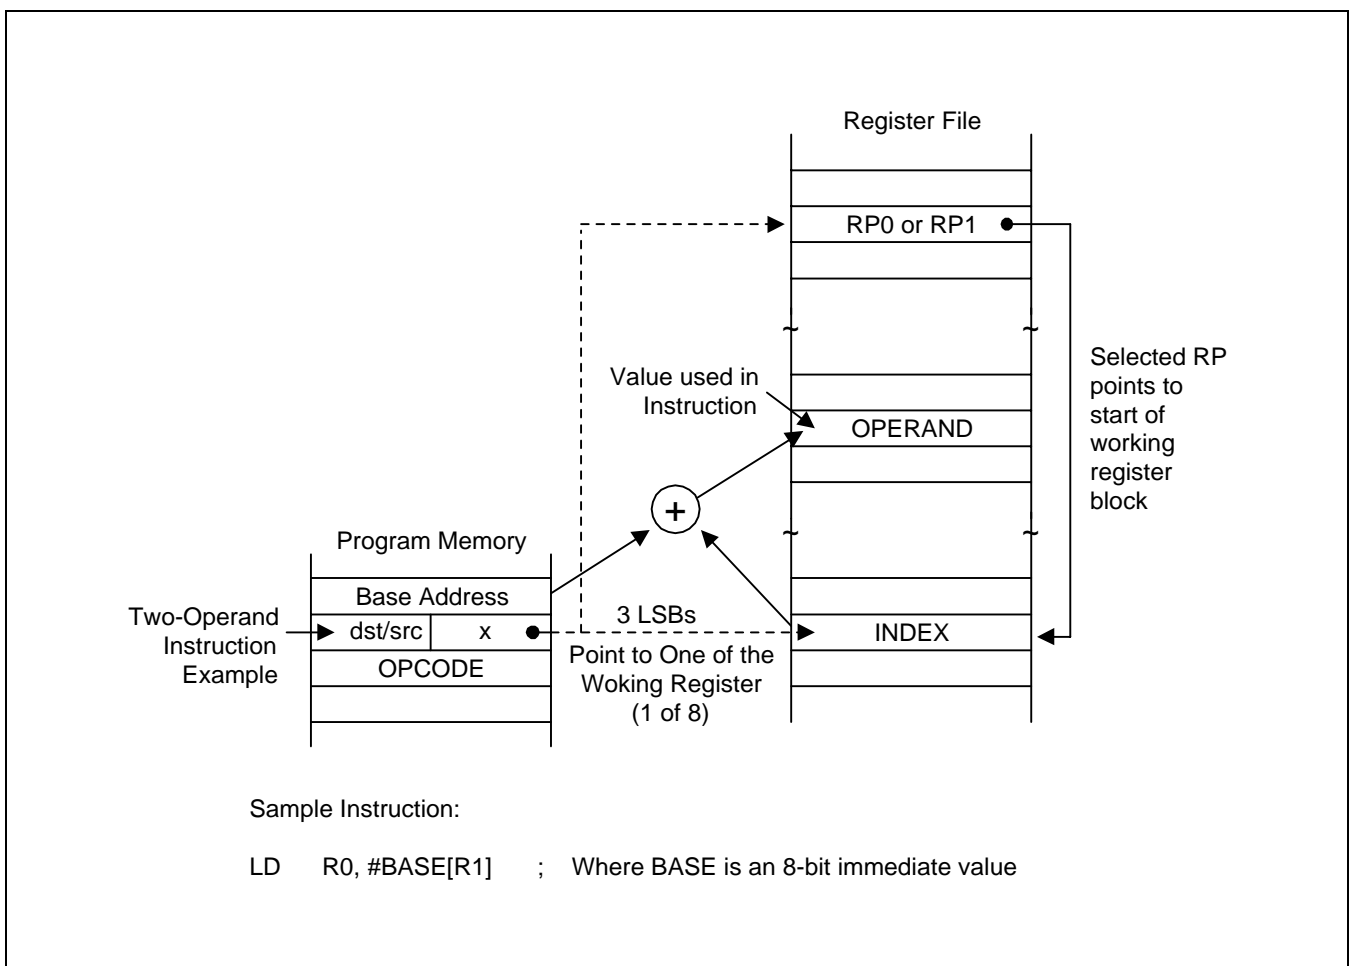 Register File
RP0 or RP1
~ ~
Selected RP
points to
start of
working
register
block
Value used in
Instruction
OPERAND
+
~ ~
Program Memory
Base Address
Two-Operand
Instruction
Example
dst/src x
3 LSBs
INDEX
OPCODE
Point to One of the
Woking Register
(1 of 8)
Sample Instruction:
LD R0, #BASE[R1] ; Where BASE is an 8-bit immediate value